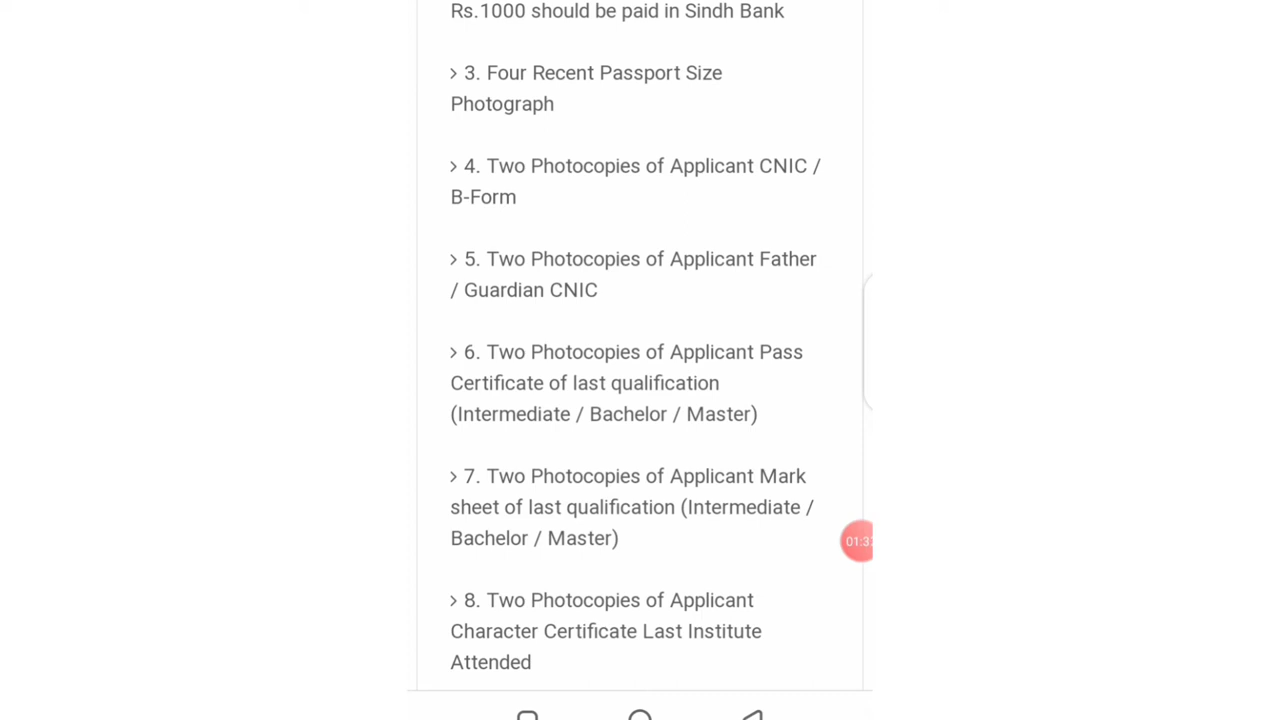 Rs.1000 should be paid in Sindh Bank
> 3. Four Recent Passport Size
Photograph
> 4. Two Photocopies of Applicant CNIC /
B-Form
> 5. Two Photocopies of Applicant Father
/ Guardian CNIC
> 6. Two Photocopies of Applicant Pass
Certificate of last qualification
(Intermediate / Bachelor / Master)
> 7. Two Photocopies of Applicant Mark
sheet of last qualification (Intermediate /
Bachelor / Master)
> 8. Two Photocopies of Applicant
Character Certificate Last Institute
Attended